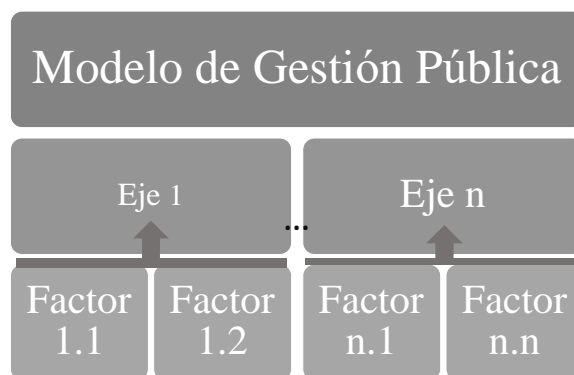 Modelo de Gestión Pública
Eje 1
...
Eje n
Factor
1.1
Factor
1.2
Factor
n.1
Factor
n.n